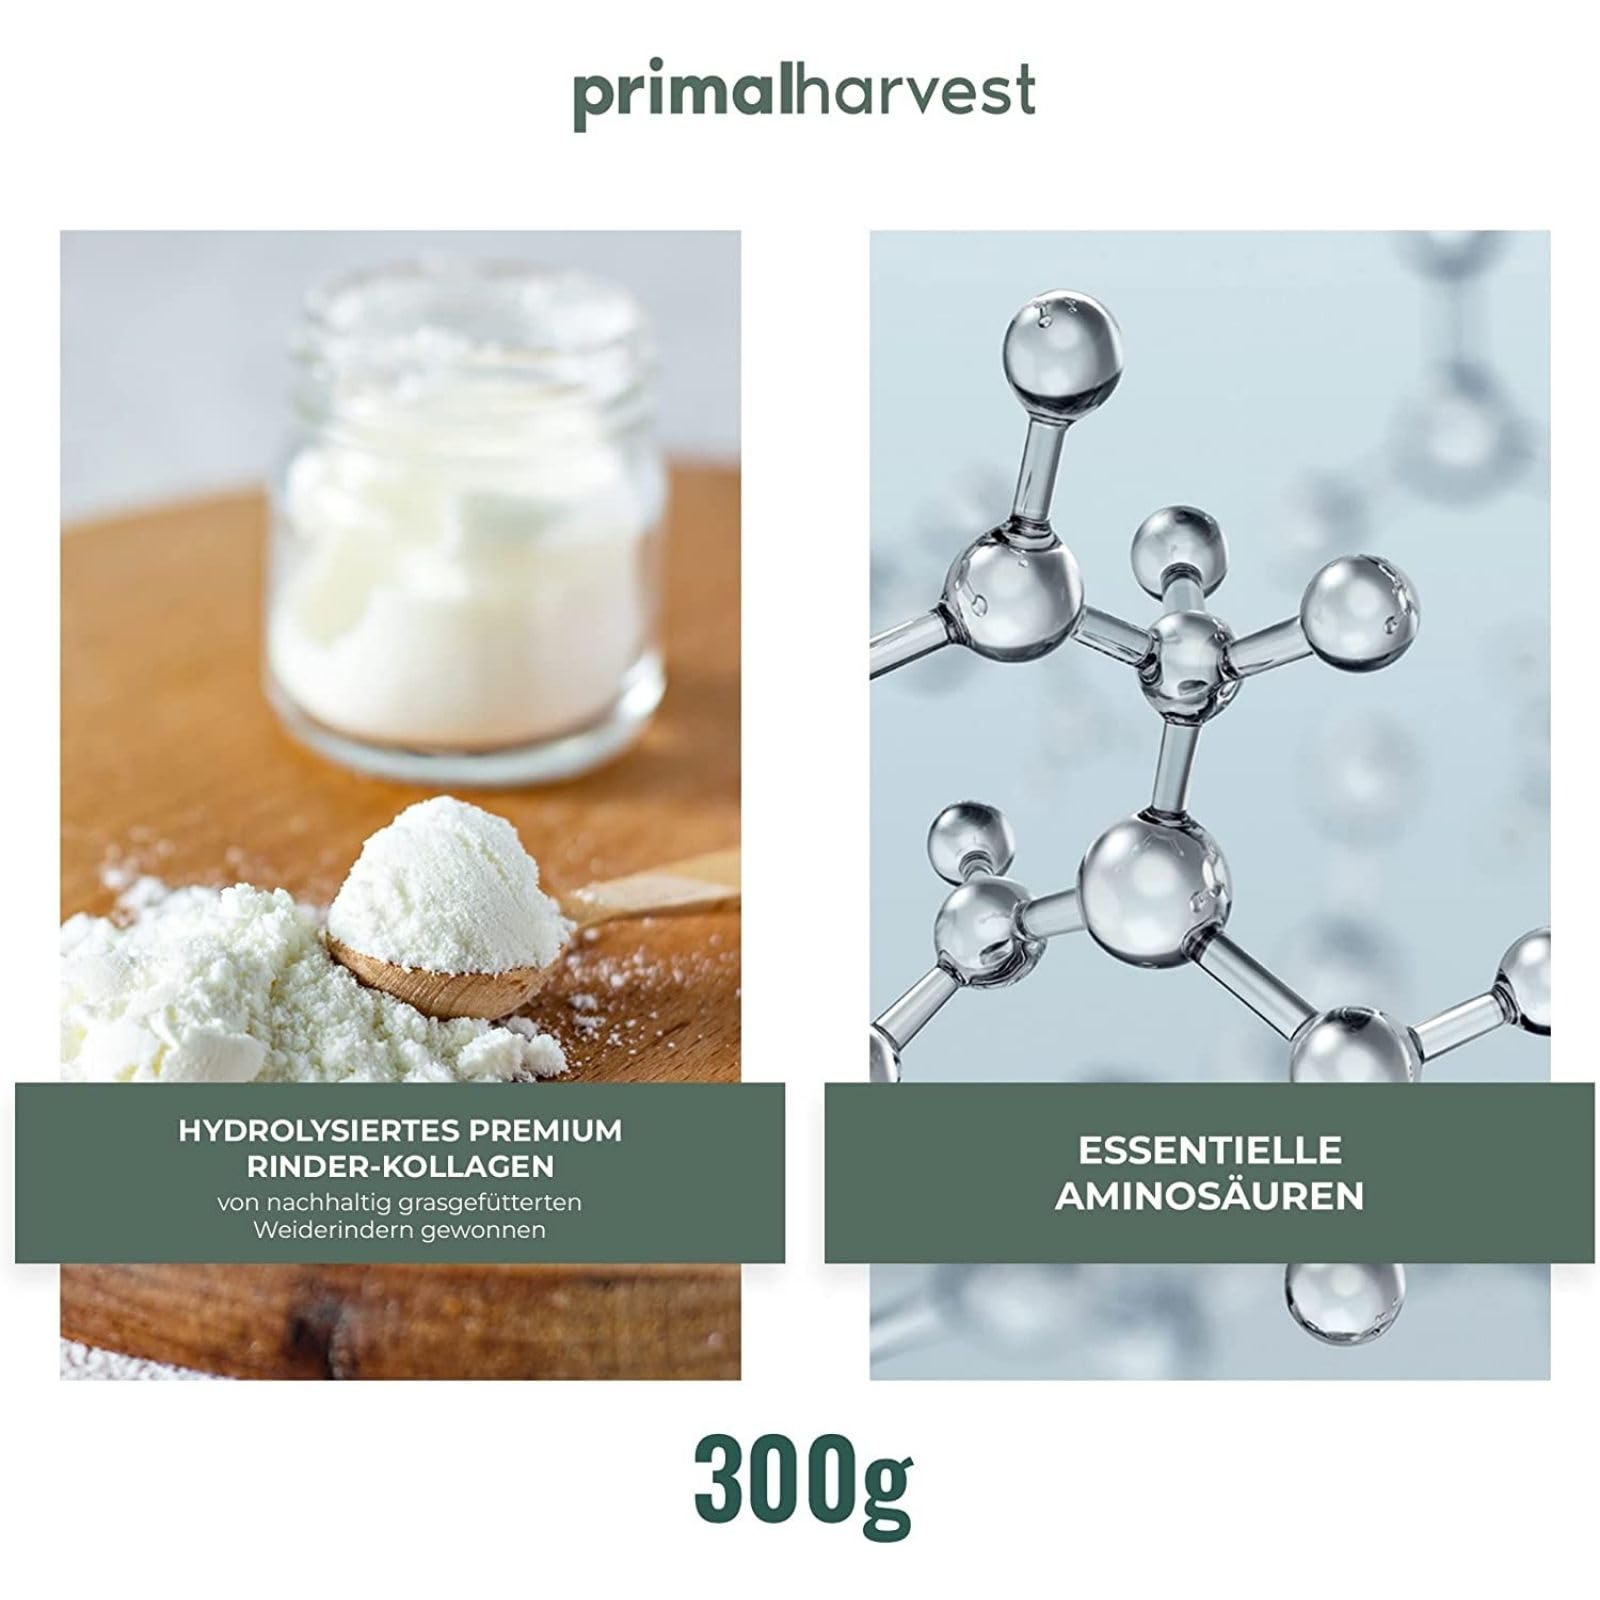 primalharvest
HYDROLYSIERTES PREMIUM
RINDER-KOLLAGEN
von nachhaltig grasgefütterten
Weiderindern gewonnen
ESSENTIELLE
AMINOSÄUREN
300g